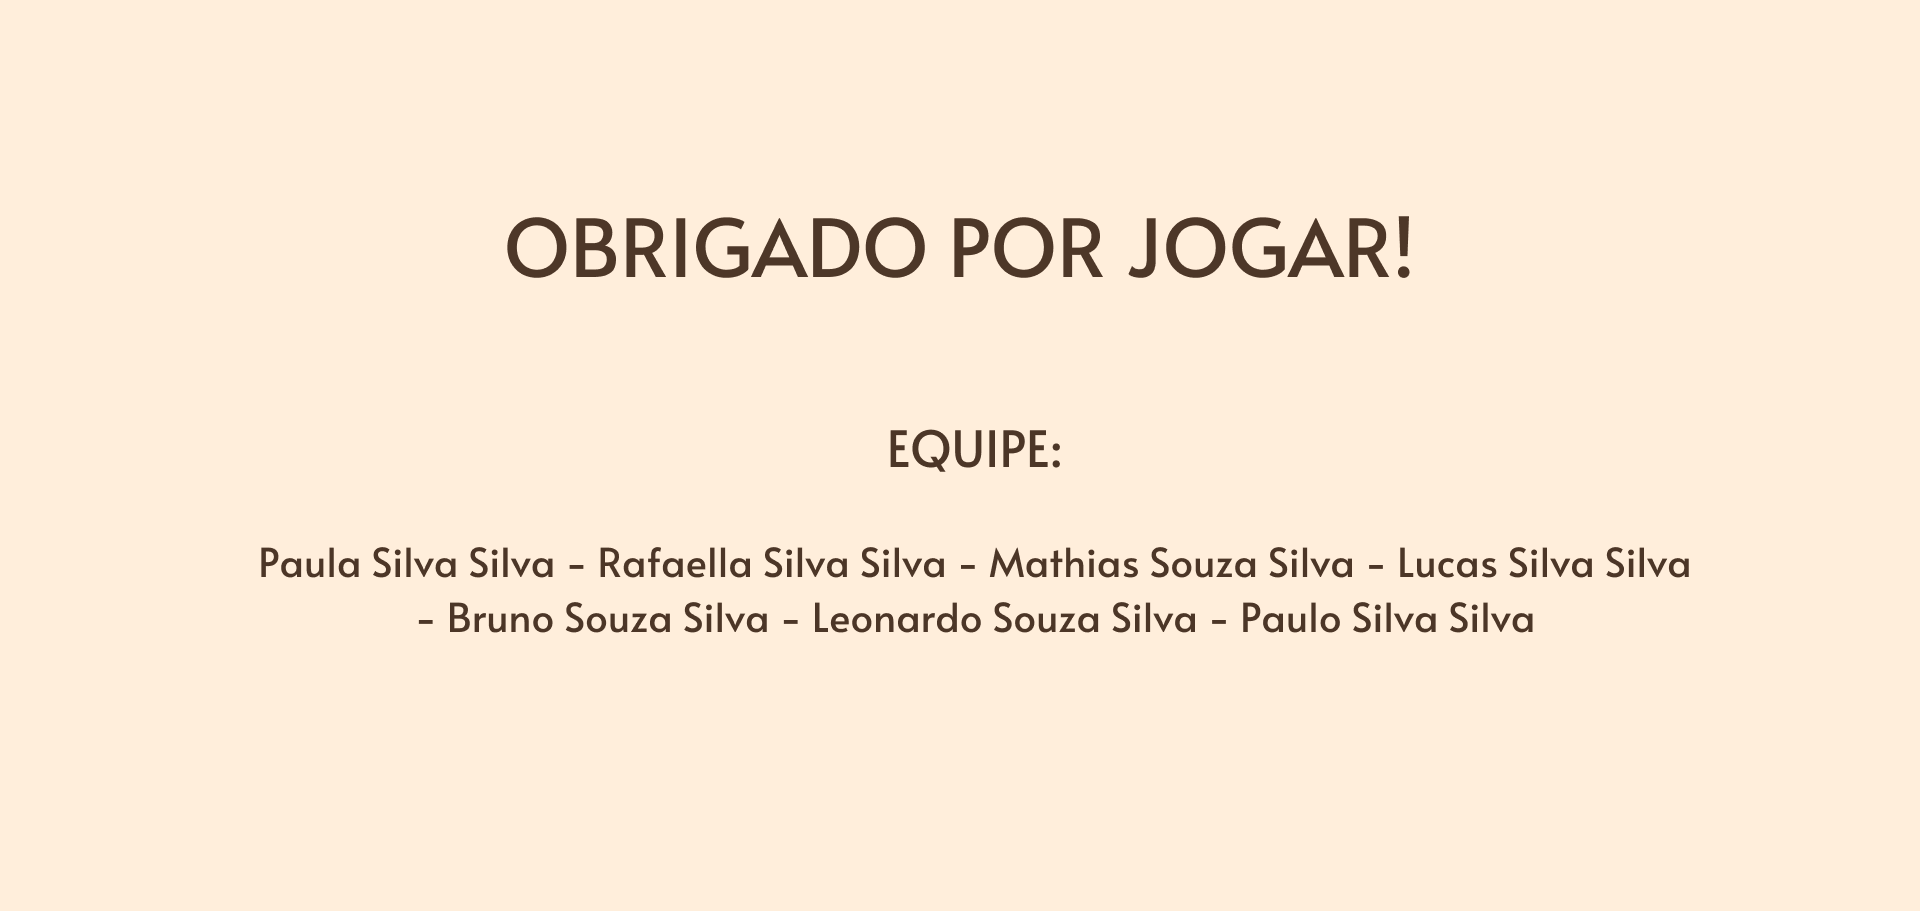 OBRIGADO POR JOGAR!
EQUIPE:
Paula Silva Silva - Rafaella Silva Silva - Mathias Souza Silva - Lucas Silva Silva
- Bruno Souza Silva - Leonardo Souza Silva - Paulo Silva Silva